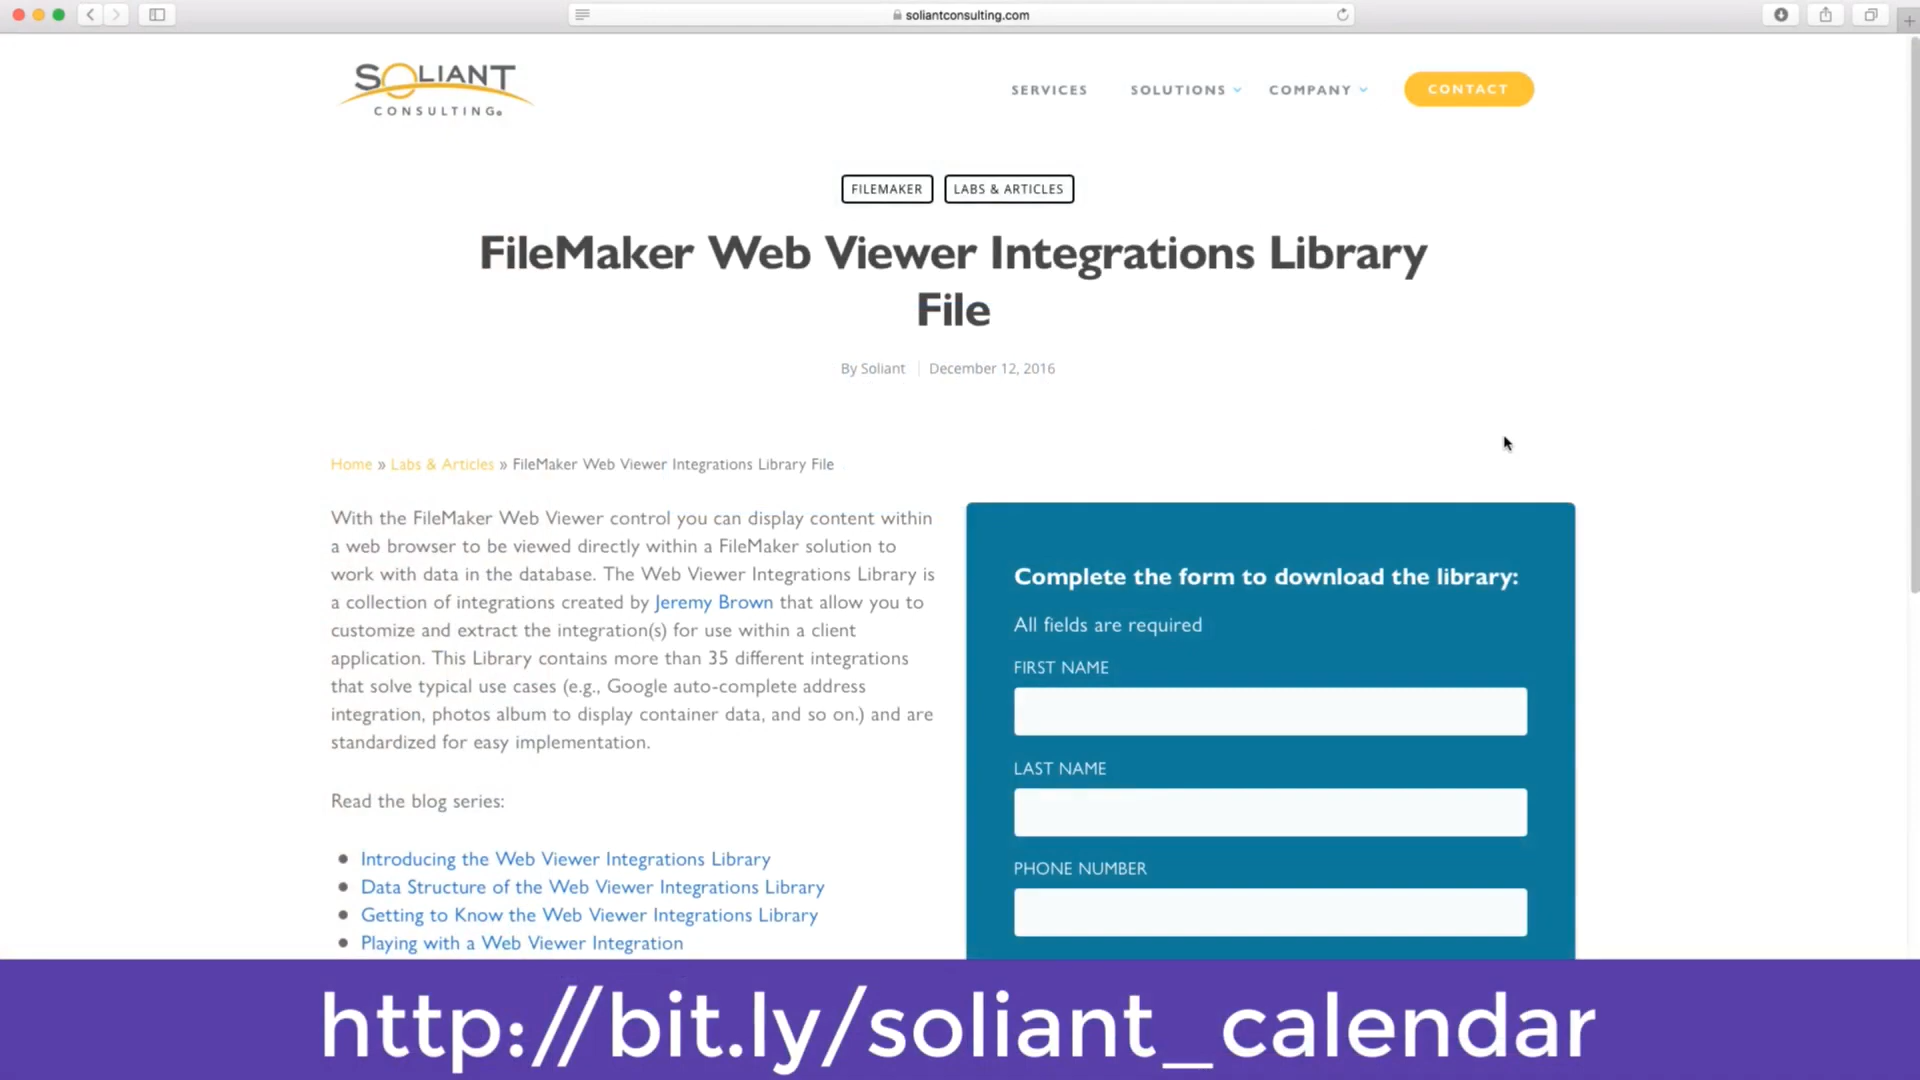 soliantconsulting.com
SOLIANT
CONSULTING®
SERVICES
SOLUTIONS
COMPANY
CONTACT
FILEMAKER
LABS & ARTICLES
FileMaker Web Viewer Integrations Library
File
By Soliant
December 12, 2016
Home » Labs & Articles » FileMaker Web Viewer Integrations Library File
With the FileMaker Web Viewer control you can display content within
a web browser to be viewed directly within a FileMaker solution to
work with data in the database. The Web Viewer Integrations Library is
a collection of integrations created by Jeremy Brown that allow you to
customize and extract the integration(s) for use within a client
application. This Library contains more than 35 different integrations
that solve typical use cases (e.g., Google auto-complete address
integration, photos album to display container data, and so on.) and are
standardized for easy implementation.
Read the blog series:
Introducing the Web Viewer Integrations Library
Data Structure of the Web Viewer Integrations Library
Getting to Know the Web Viewer Integrations Library
Playing with a Web Viewer Integration
Complete the form to download the library:
All fields are required
FIRST NAME
LAST NAME
PHONE NUMBER
http://bit.ly/soliant_calendar